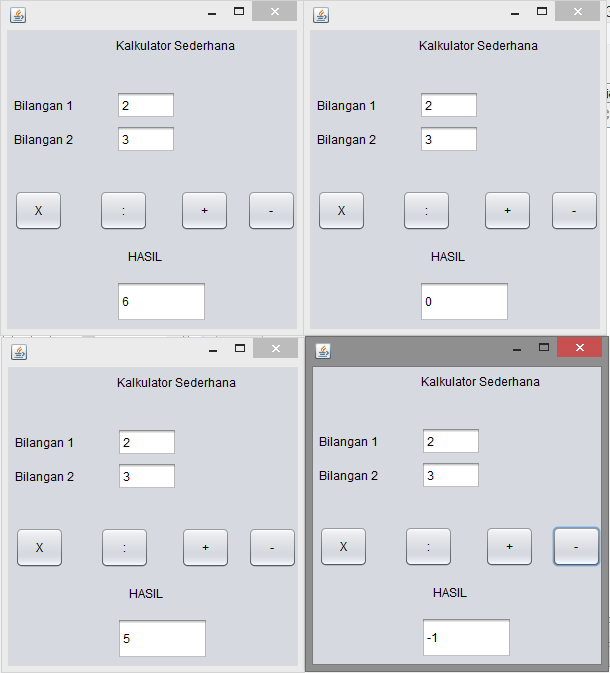 Kalkulator Sederhana
Bilangan 1 2
Bilangan 2 3
X : + -
HASIL
6
Kalkulator Sederhana
Bilangan 1 2
Bilangan 2 3
X : + -
HASIL
0
Kalkulator Sederhana
Bilangan 1 2
Bilangan 2 3
X : + -
HASIL
5
Kalkulator Sederhana
Bilangan 1 2
Bilangan 2 3
X : + -
HASIL
-1